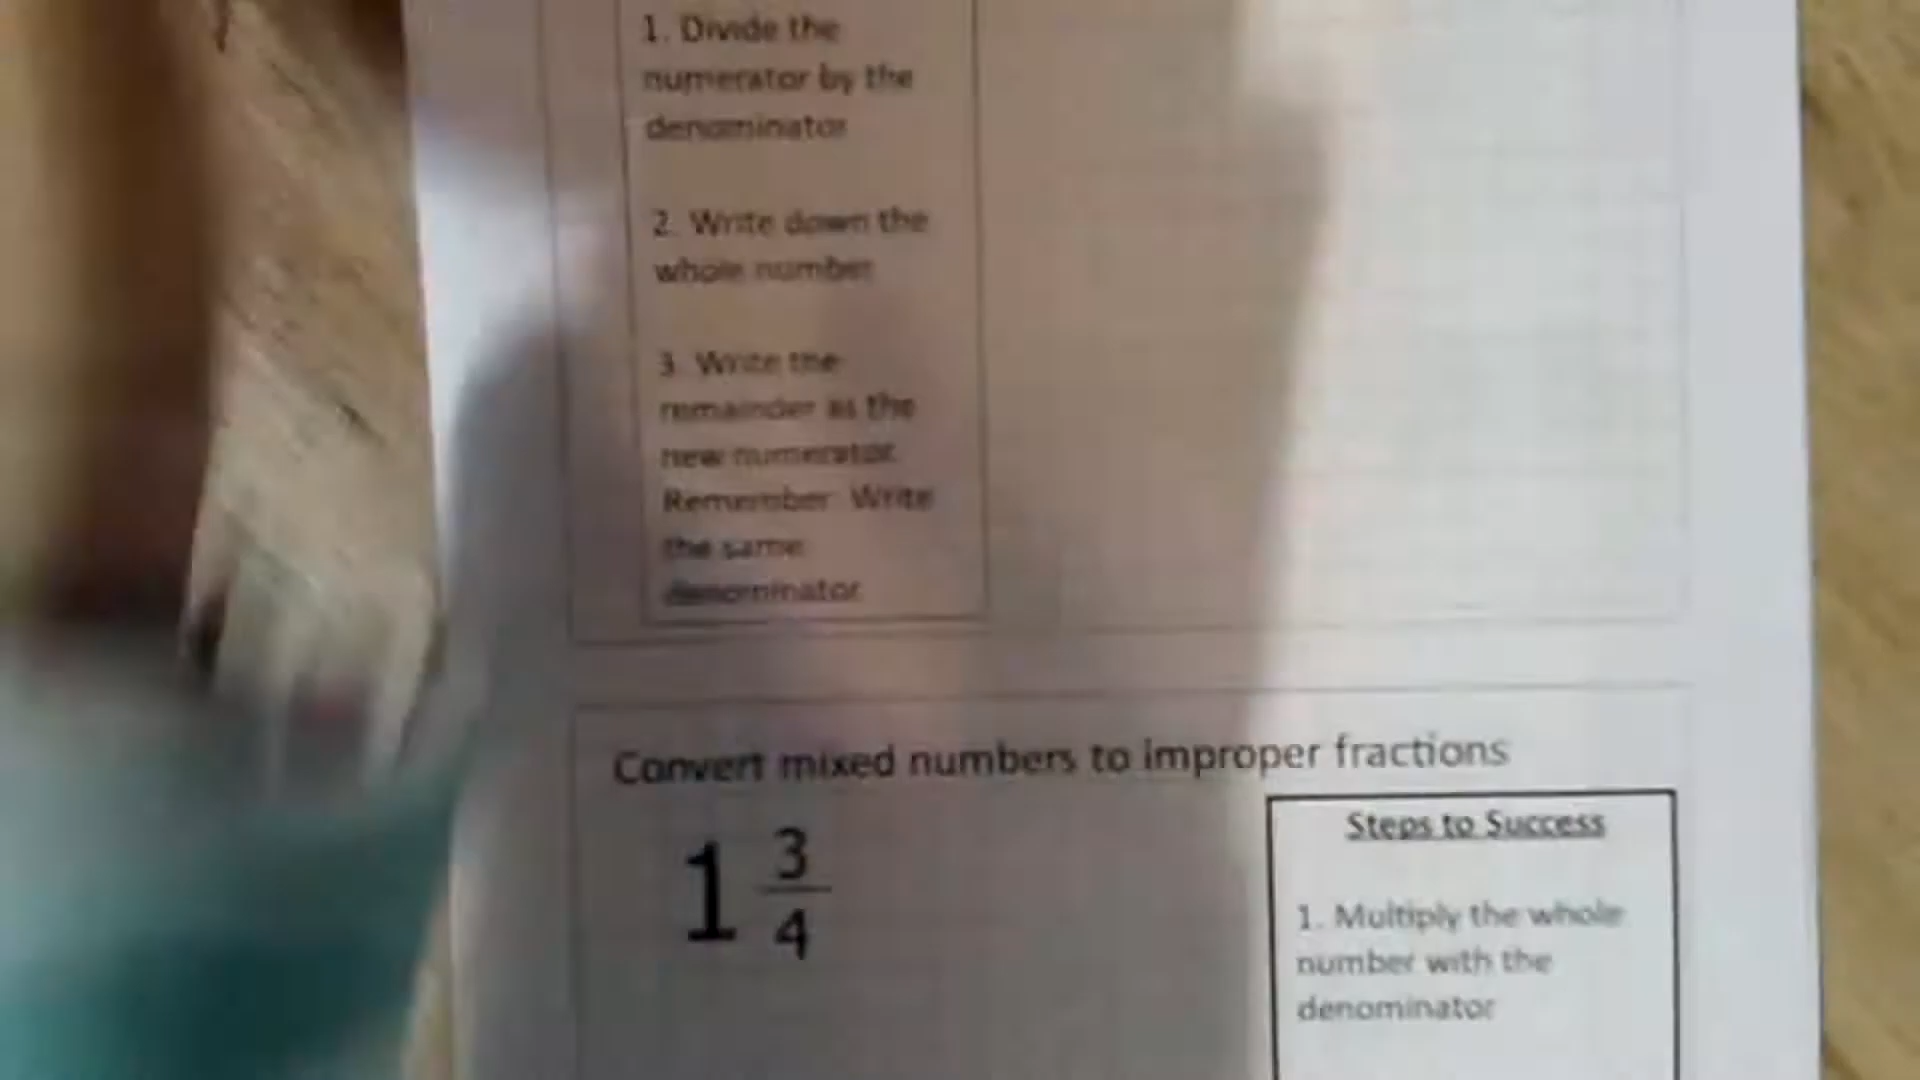 1. Divide the
numerator by the
denominator
2. Write down the
whole number
3. Write the
remainder as the
new numerator.
Remember: Write
the same
denominator
Convert mixed numbers to improper fractions
1 3/4
Steps to Success
1. Multiply the whole
number with the
denominator